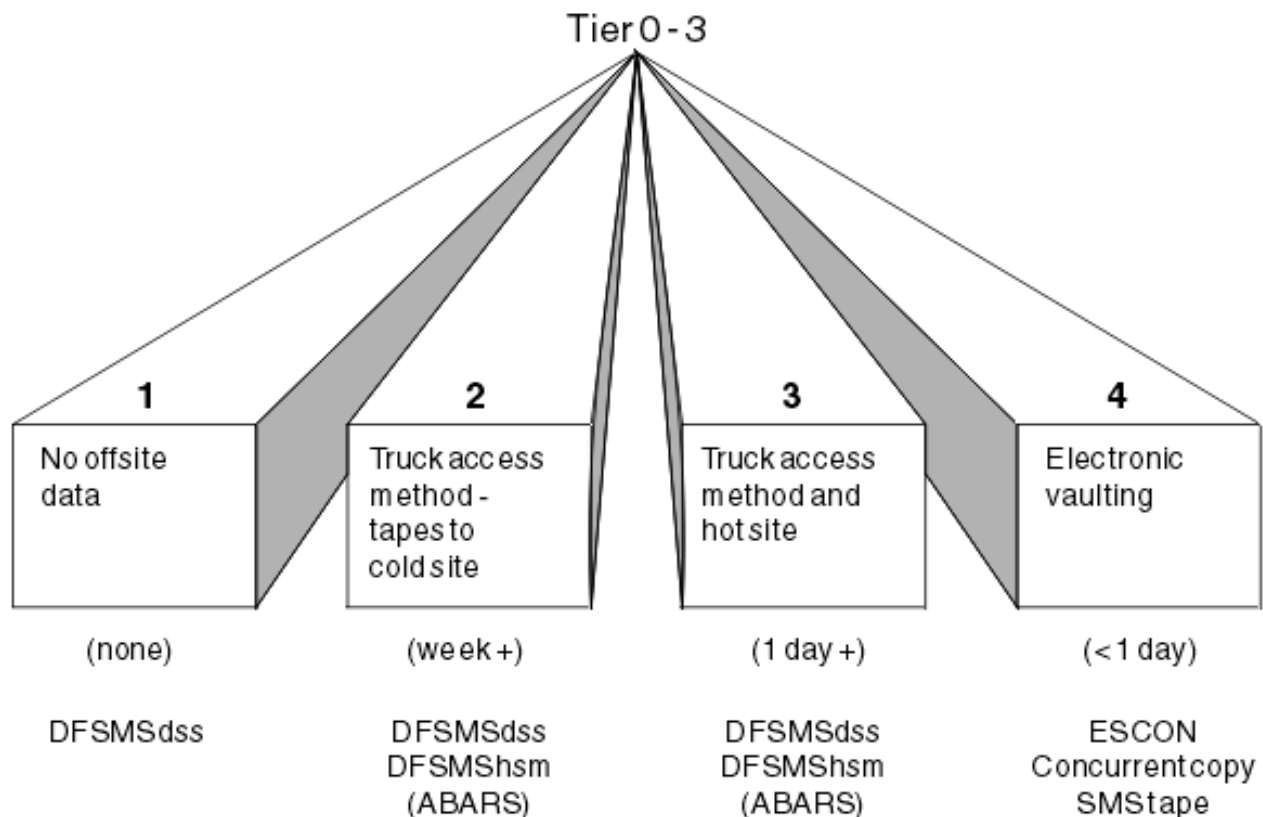 Tier 0 - 3
1
No offsite
data
(none)
DFSMSdss
2
Truck access
method -
tapes to
cold site
(week +)
DFSMSdss
DFSMShsm
(ABARS)
3
Truck access
method and
hot site
(1 day +)
DFSMSdss
DFSMShsm
(ABARS)
4
Electronic
vaulting
(< 1 day)
ESCON
Concurrent copy
SMS tape